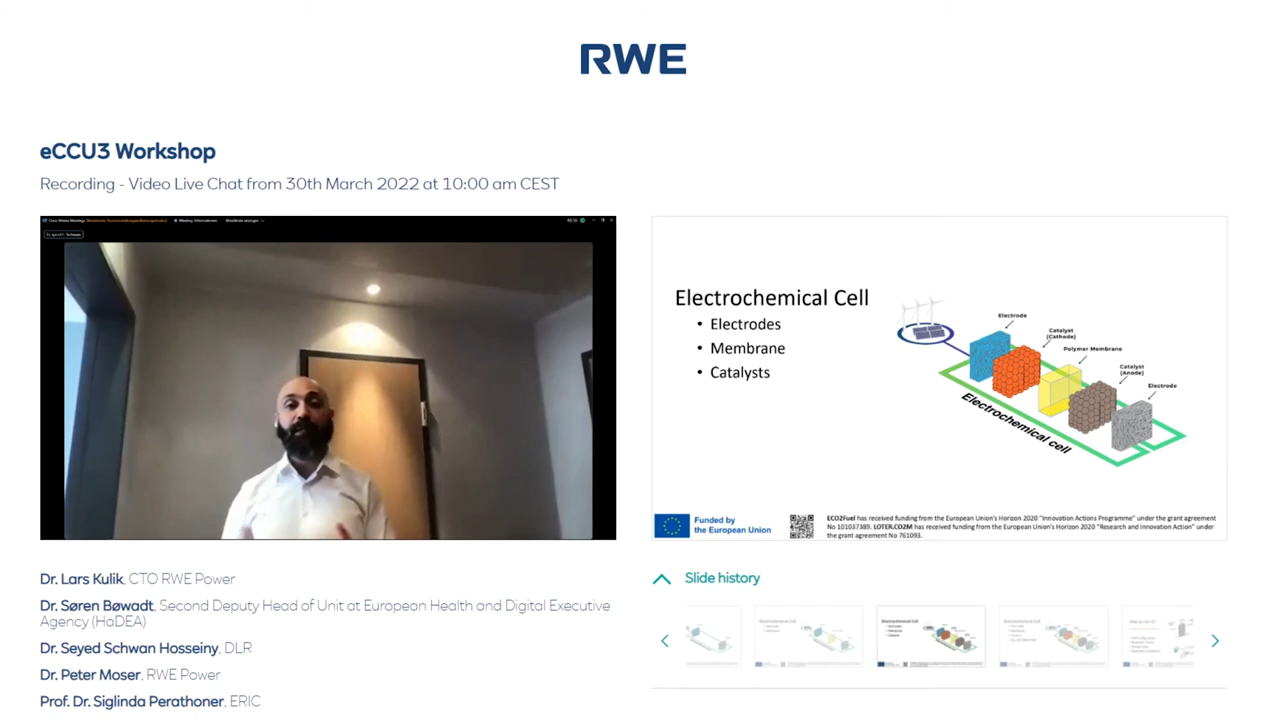 RWE
eCCU3 Workshop
Recording - Video Live Chat from 30th March 2022 at 10:00 am CEST
Electrochemical Cell
• Electrodes
• Membrane
• Catalysts
Electrode
Catalyst
(Cathode)
Polymer Membrane
Catalyst
(Anode)
Electrode
Electrochemical cell
Funded by
the European Union
ECO2Fuel has received funding from the European Union's Horizon 2020 "Innovation Actions Programme" under the grant agreement
No 101037389. LOTER.CO2M has received funding from the European Union's Horizon 2020 "Research and Innovation Action" under
the grant agreement No 761093.
Dr. Lars Kulik, CTO RWE Power
Dr. Søren Bøwadt, Second Deputy Head of Unit at European Health and Digital Executive
Agency (HaDEA)
Dr. Seyed Schwan Hosseiny, DLR
Dr. Peter Moser, RWE Power
Prof. Dr. Siglinda Perathoner, ERIC
Slide history
Electrochemical Cell
Electrochemical Cell
Electrochemical Cell